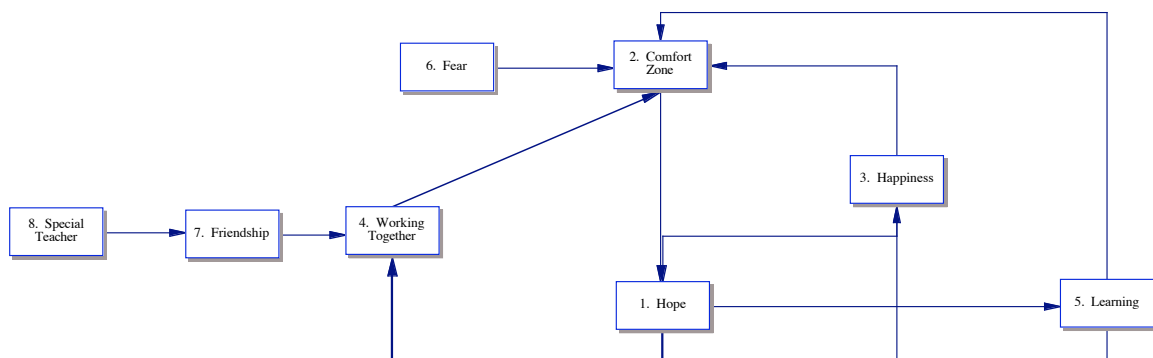 2. Comfort
Zone
6. Fear
3. Happiness
8. Special
Teacher
7. Friendship
4. Working
Together
1. Hope
5. Learning